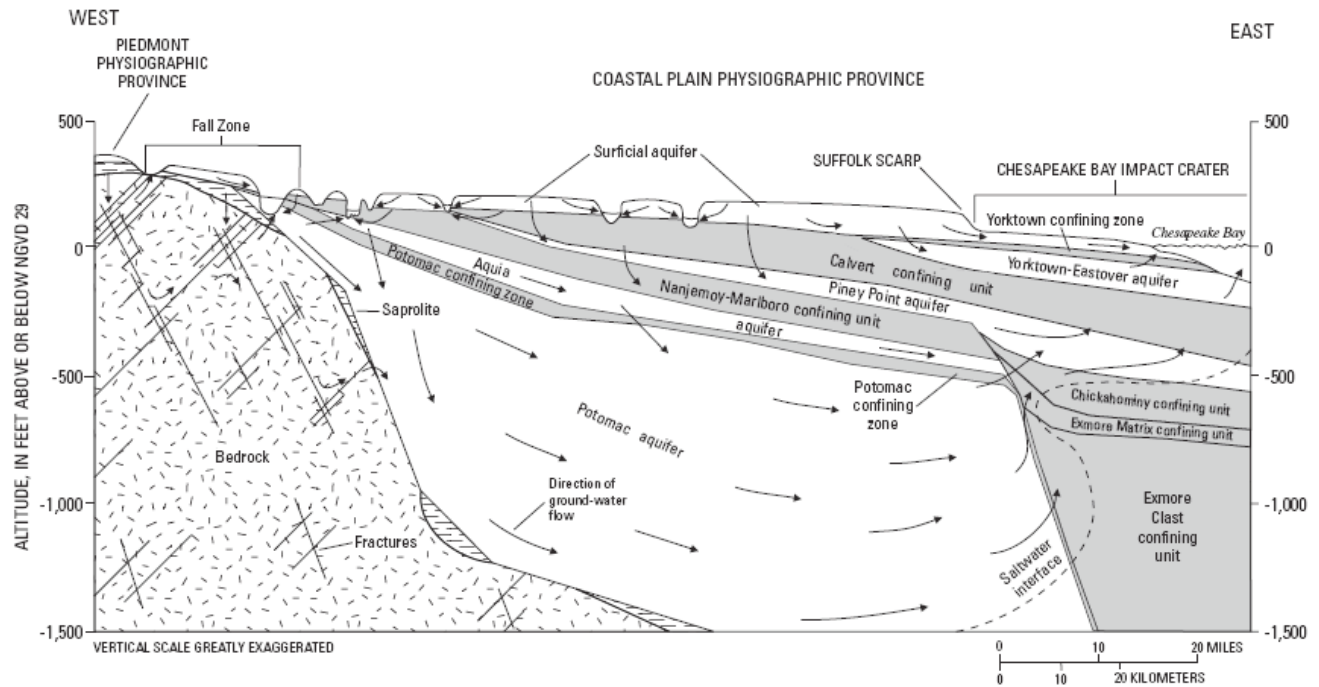 WEST
EAST
PIEDMONT
PHYSIOGRAPHIC
PROVINCE
COASTAL PLAIN PHYSIOGRAPHIC PROVINCE
500
500
Fall Zone
Surficial aquifer
SUFFOLK SCARP
CHESAPEAKE BAY IMPACT CRATER
Yorktown confining zone
Chesapeake Bay
0
0
Yorktown-Eastover aquifer
Calvert confining unit
Potomac confining zone
Aquia
Nanjemoy-Marlboro confining unit
Piney Point aquifer
aquifer
Saprolite
-500
-500
Potomac
confining
zone
Chickahominy confining unit
Exmore Matrix confining unit
Potomac aquifer
Bedrock
Direction of
ground-water
flow
-1,000
-1,000
Exmore
Clast
confining
unit
Fractures
Saltwater
interface
-1,500
-1,500
ALTITUDE, IN FEET ABOVE OR BELOW NGVD 29
VERTICAL SCALE GREATLY EXAGGERATED
0 10 20 MILES
0 10 20 KILOMETERS